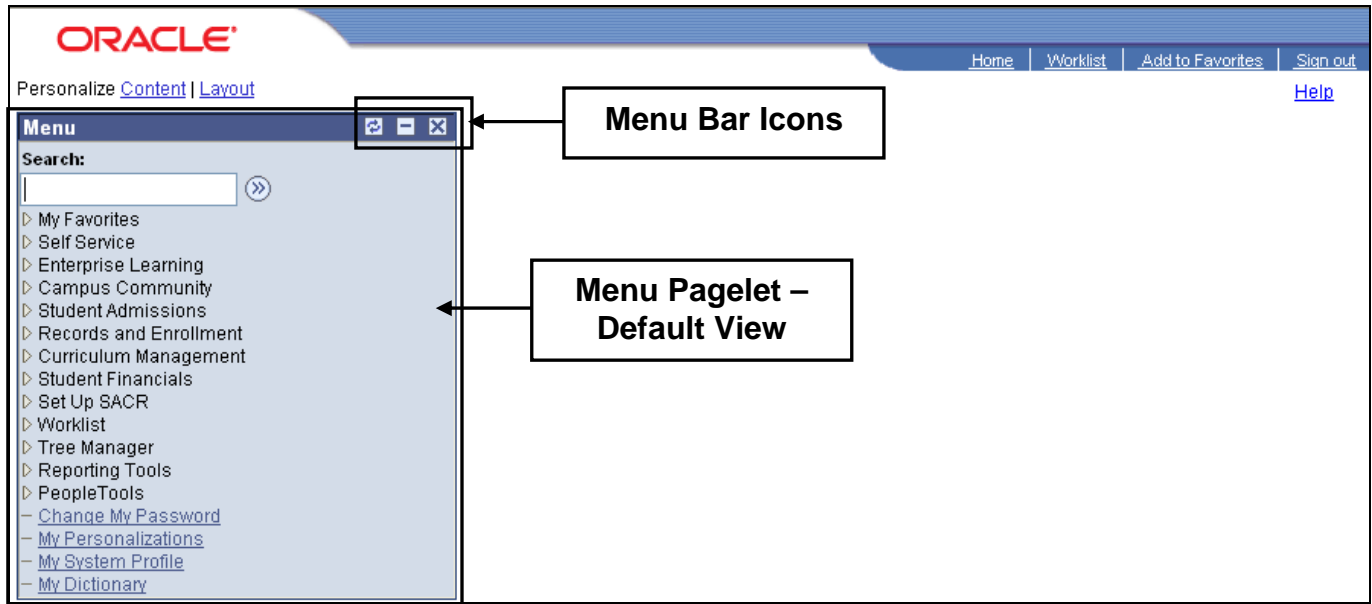 ORACLE
Home | Worklist | Add to Favorites | Sign out
Personalize Content | Layout
Help
Menu
Menu Bar Icons
Search:
My Favorites
Self Service
Enterprise Learning
Campus Community
Student Admissions
Records and Enrollment
Curriculum Management
Student Financials
Set Up SACR
Worklist
Tree Manager
Reporting Tools
PeopleTools
Change My Password
My Personalizations
My System Profile
My Dictionary
Menu Pagelet –
Default View